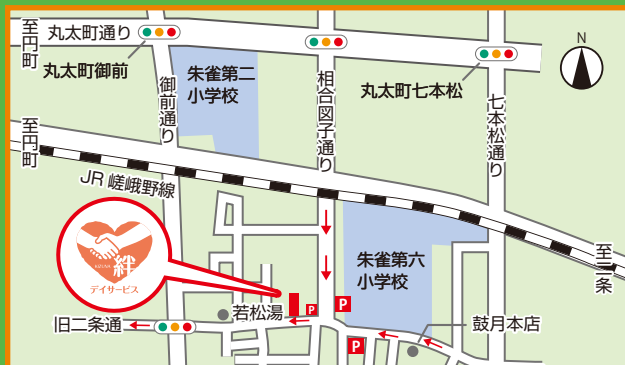 至円町
丸太町通り
丸太町御前
御前通り
朱雀第二
小学校
相合図子通り
丸太町七本松
七本松通り
N
至円町
JR嵯峨野線
KIZUNA
絆
デイサービス
朱雀第六
小学校
至二条
若松湯
P
P
P
旧二条通
鼓月本店